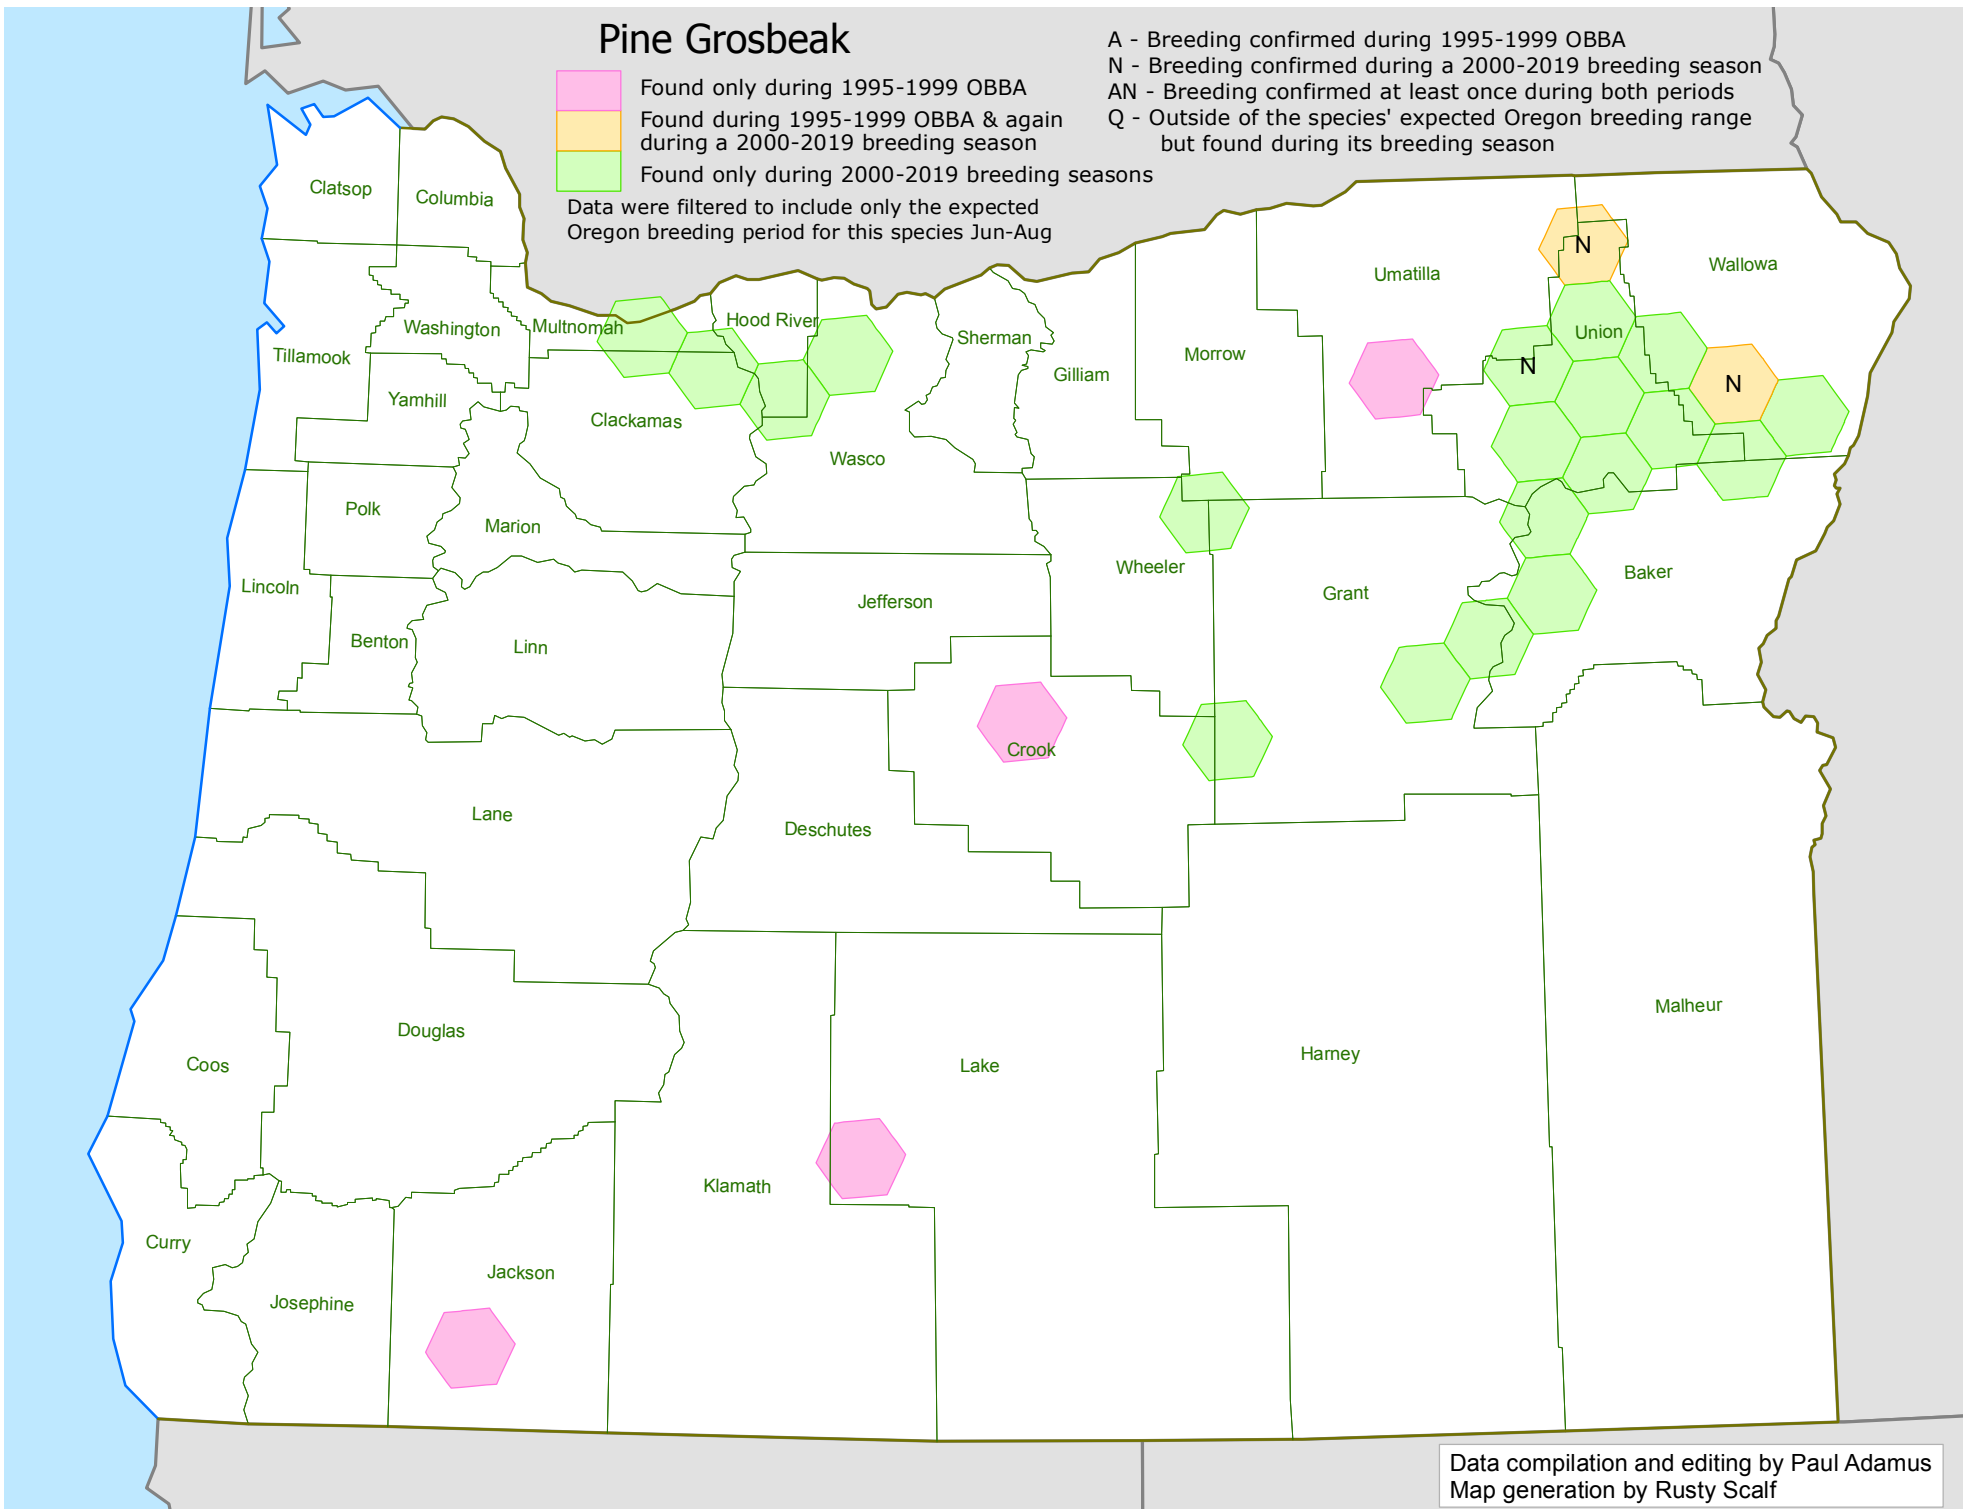 Pine Grosbeak
Found only during 1995-1999 OBBA
Found during 1995-1999 OBBA & again
during a 2000-2019 breeding season
Found only during 2000-2019 breeding seasons
Data were filtered to include only the expected
Oregon breeding period for this species Jun-Aug
A - Breeding confirmed during 1995-1999 OBBA
N - Breeding confirmed during a 2000-2019 breeding season
AN - Breeding confirmed at least once during both periods
Q - Outside of the species' expected Oregon breeding range
but found during its breeding season
Clatsop
Columbia
N
Umatilla
Wallowa
Tillamook
Washington
Multnomah
Hood River
Sherman
Gilliam
Morrow
Union
N
N
Yamhill
Clackamas
Wasco
Polk
Marion
Lincoln
Benton
Linn
Jefferson
Wheeler
Grant
Baker
Crook
Lane
Deschutes
Malheur
Coos
Douglas
Lake
Harney
Klamath
Curry
Josephine
Jackson
Data compilation and editing by Paul Adamus
Map generation by Rusty Scalf